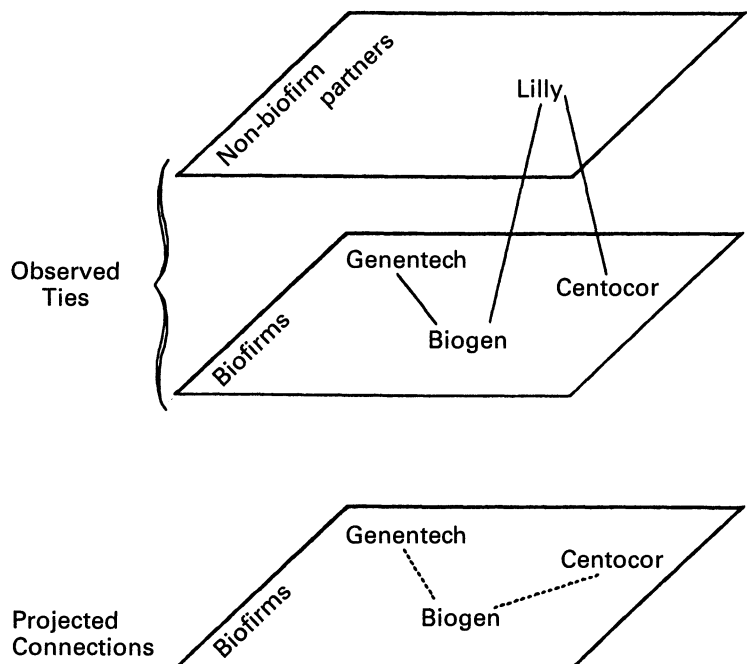 Non-biofirm
partners
Lilly
Observed
Ties
Genentech
Centocor
Biogen
Biofirms
Genentech
Centocor
Biogen
Biofirms
Projected
Connections